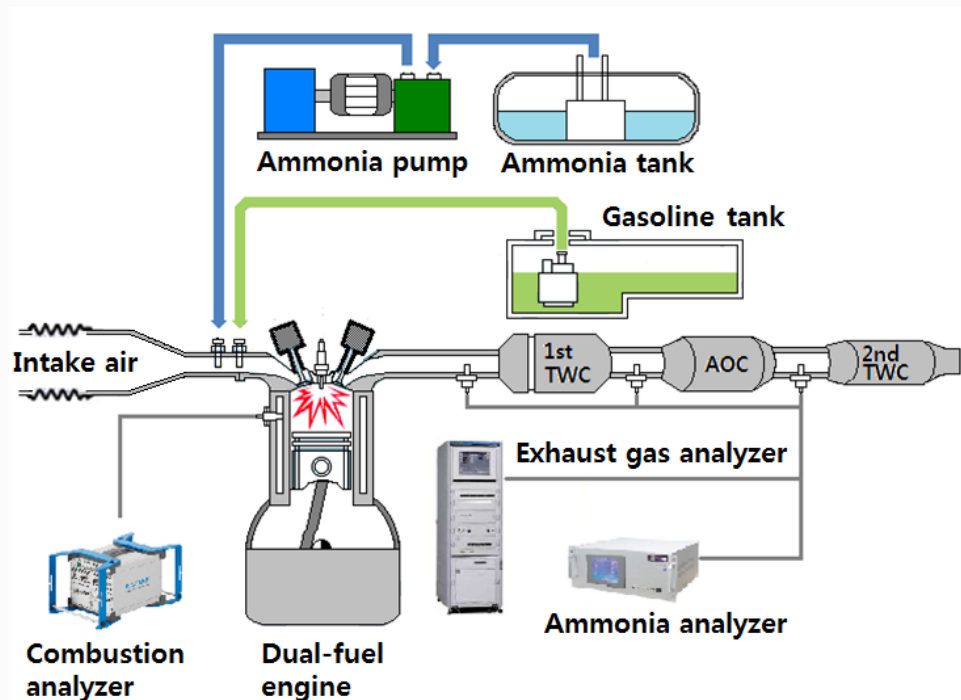 Ammonia pump
Ammonia tank
Gasoline tank
Intake air
1st
TWC
AOC
2nd
TWC
Exhaust gas analyzer
Ammonia analyzer
Combustion
analyzer
Dual-fuel
engine